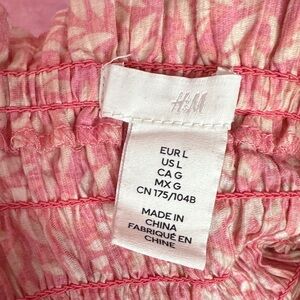 H&M
EUR L
US L
CA G
MX G
CN 175/104B
MADE IN
CHINA
FABRIQUÉ EN
CHINE